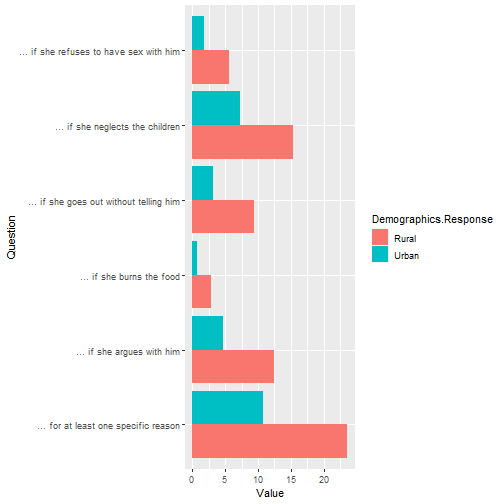 ... if she refuses to have sex with him
... if she neglects the children
... if she goes out without telling him
... if she burns the food
... if she argues with him
... for at least one specific reason
Question
0 5 10 15 20
Value
Demographics.Response
Rural
Urban